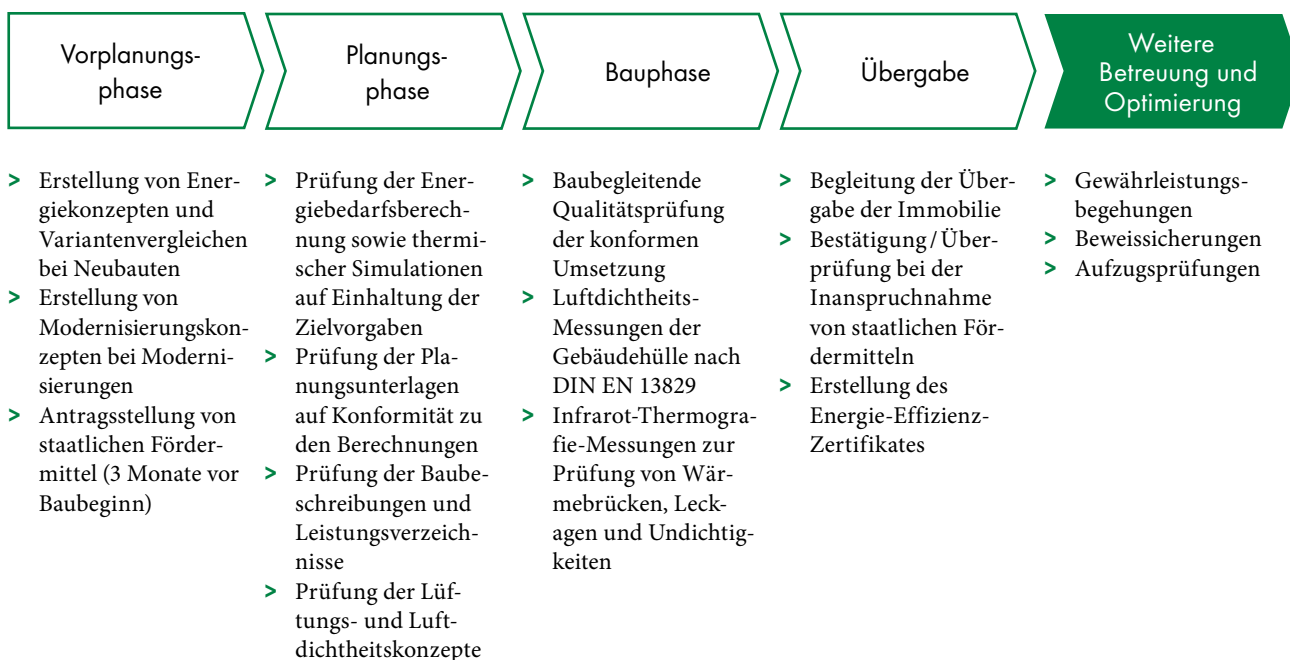 Vorplanungs-
phase
Planungs-
phase
Bauphase
Übergabe
Weitere
Betreuung und
Optimierung
> Erstellung von Ener-
giekonzepten und
Variantenvergleichen
bei Neubauten
> Erstellung von
Modernisierungskon-
zepten bei Moderni-
sierungen
> Antragsstellung von
staatlichen Förder-
mittel (3 Monate vor
Baubeginn)
> Prüfung der Ener-
giebedarfsberech-
nung sowie thermi-
scher Simulationen
auf Einhaltung der
Zielvorgaben
> Prüfung der Pla-
nungsunterlagen
auf Konformität zu
den Berechnungen
> Prüfung der Baube-
schreibungen und
Leistungsverzeich-
nisse
> Prüfung der Lüf-
tungs- und Luft-
dichtheitskonzepte
> Baubegleitende
Qualitätsprüfung
der konformen
Umsetzung
> Luftdichtheits-
Messungen der
Gebäudehülle nach
DIN EN 13829
> Infrarot-Thermogra-
fie-Messungen zur
Prüfung von Wär-
mebrücken, Leck-
agen und Undichtig-
keiten
> Begleitung der Über-
gabe der Immobilie
> Bestätigung/Über-
prüfung bei der
Inanspruchnahme
von staatlichen För-
dermitteln
> Erstellung des
Energie-Effizienz-
Zertifikates
> Gewährleistungs-
begehungen
> Beweissicherungen
> Aufzugsprüfungen